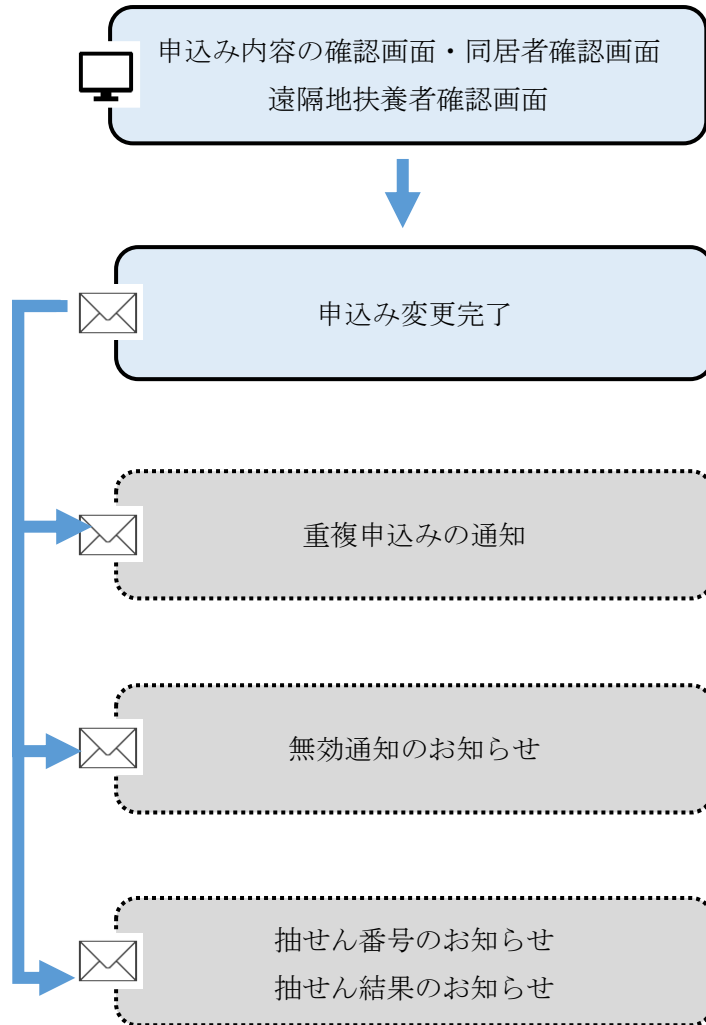 申込み内容の確認画面・同居者確認画面
遠隔地扶養者確認画面
申込み変更完了
重複申込みの通知
無効通知のお知らせ
抽せん番号のお知らせ
抽せん結果のお知らせ